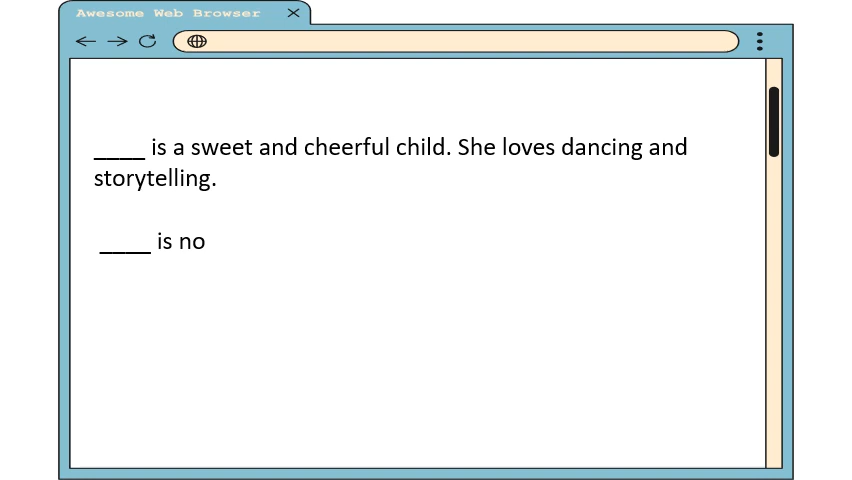 Awesome Web Browser
____ is a sweet and cheerful child. She loves dancing and
storytelling.
____ is no